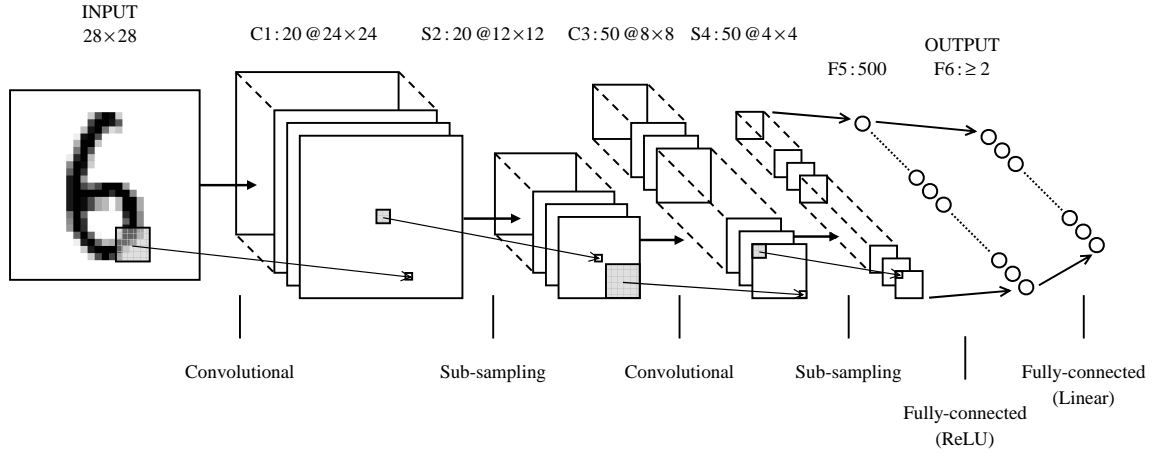 INPUT
28×28
C1:20@24×24
S2:20@12×12
C3:50@8×8
S4:50@4×4
F5:500
OUTPUT
F6:≥2
Convolutional
Sub-sampling
Convolutional
Sub-sampling
Fully-connected
(ReLU)
Fully-connected
(Linear)
6